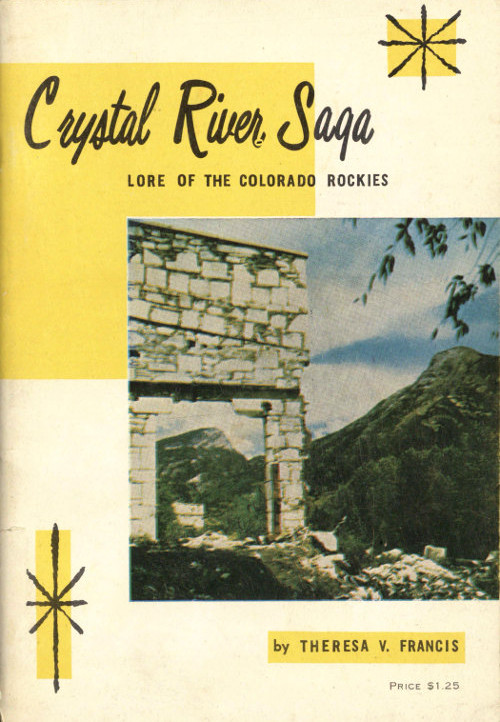 Crystal River Saga
LORE OF THE COLORADO ROCKIES
by THERESA V. FRANCIS
PRICE $1.25